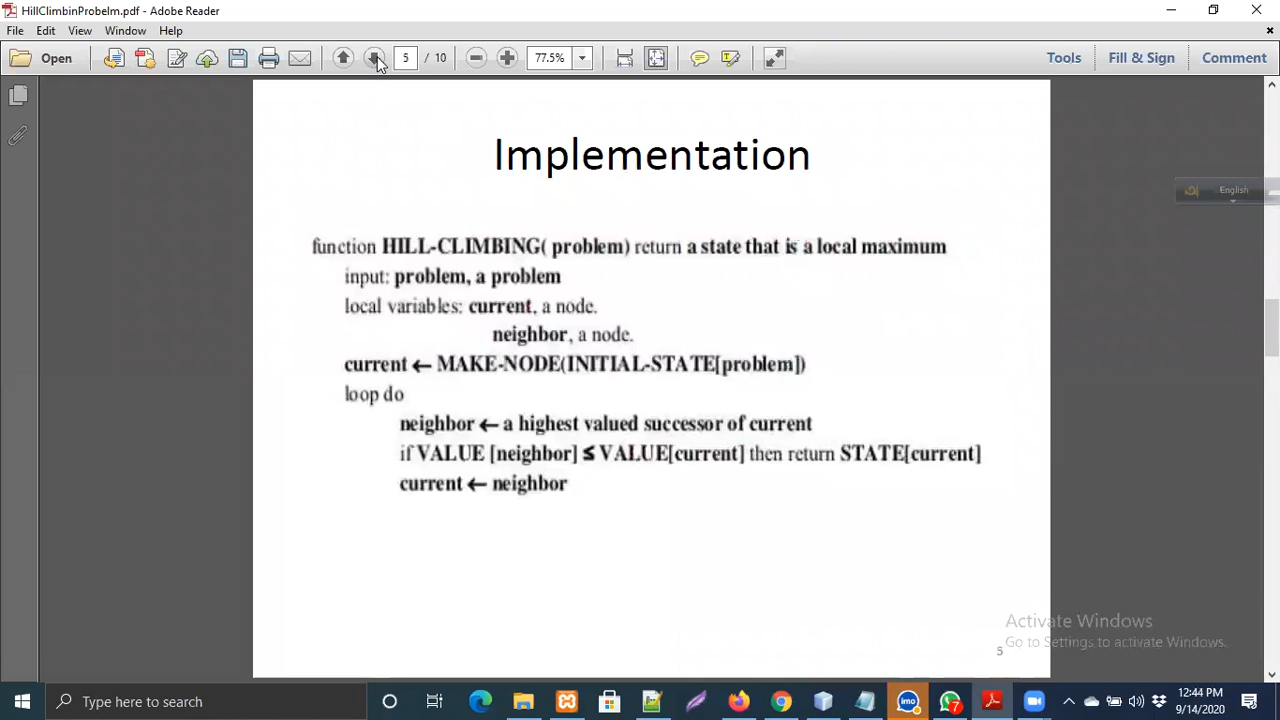 HillClimbinProbelm.pdf - Adobe Reader
File Edit View Window Help
Open 5 / 10 77.5% Tools Fill & Sign Comment
Implementation
English
function HILL-CLIMBING( problem) return a state that is a local maximum
input: problem, a problem
local variables: current, a node.
neighbor, a node.
current ← MAKE-NODE(INITIAL-STATE[problem])
loop do
neighbor ← a highest valued successor of current
if VALUE [neighbor] ≤ VALUE[current] then return STATE[current]
current ← neighbor
Activate Windows
Go to Settings to activate Windows.
5
Type here to search
imo
7
12:44 PM
9/14/2020